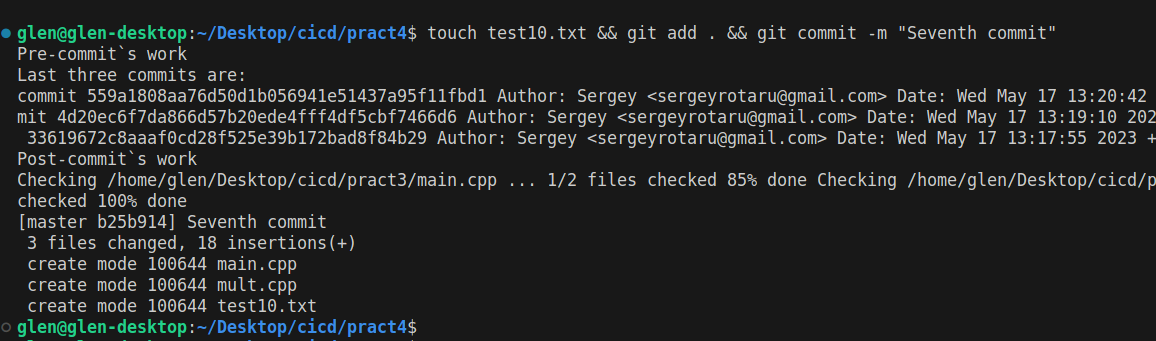 glen@glen-desktop:~/Desktop/cicd/pract4$ touch test10.txt && git add . && git commit -m "Seventh commit"
Pre-commit`s work
Last three commits are:
commit 559a1808aa76d50d1b056941e51437a95f11fbd1 Author: Sergey <sergeyrotaru@gmail.com> Date: Wed May 17 13:20:42
mit 4d20ec6f7da866d57b20ede4fff4df5cbf7466d6 Author: Sergey <sergeyrotaru@gmail.com> Date: Wed May 17 13:19:10 202
33619672c8aaaf0cd28f525e39b172bad8f84b29 Author: Sergey <sergeyrotaru@gmail.com> Date: Wed May 17 13:17:55 2023 +
Post-commit`s work
Checking /home/glen/Desktop/cicd/pract3/main.cpp ... 1/2 files checked 85% done Checking /home/glen/Desktop/cicd/p
checked 100% done
[master b25b914] Seventh commit
3 files changed, 18 insertions(+)
create mode 100644 main.cpp
create mode 100644 mult.cpp
create mode 100644 test10.txt
glen@glen-desktop:~/Desktop/cicd/pract4$